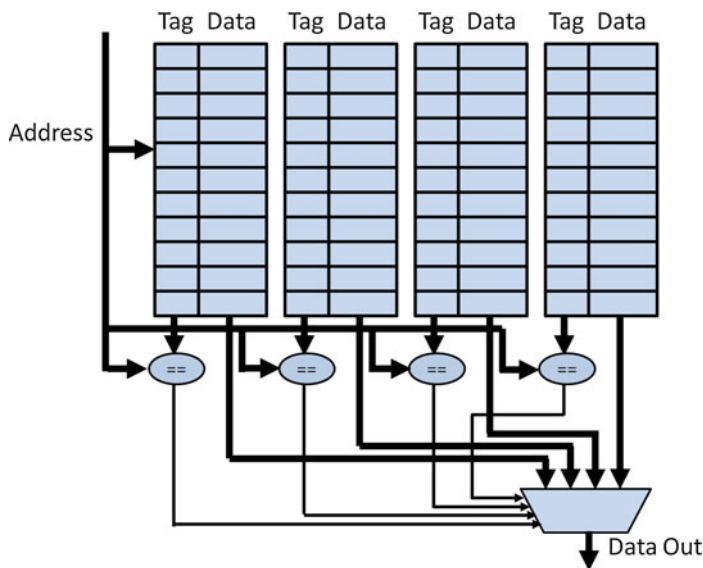 Tag Data Tag Data Tag Data Tag Data
Address
== == == ==
Data Out